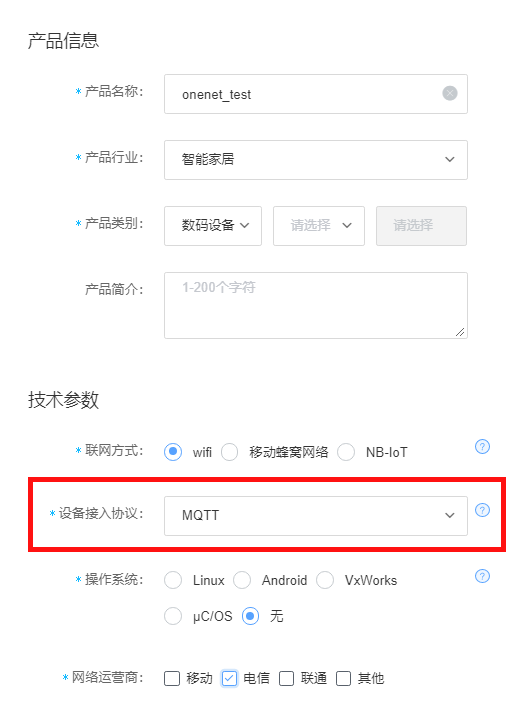 产品信息
* 产品名称： onenet_test
* 产品行业： 智能家居
* 产品类别： 数码设备 请选择 请选择
产品简介： 1-200个字符
技术参数
* 联网方式： wifi 移动蜂窝网络 NB-IoT ?
* 设备接入协议： MQTT ?
* 操作系统： Linux Android VxWorks ?
μC/OS 无
* 网络运营商： 移动 电信 联通 其他